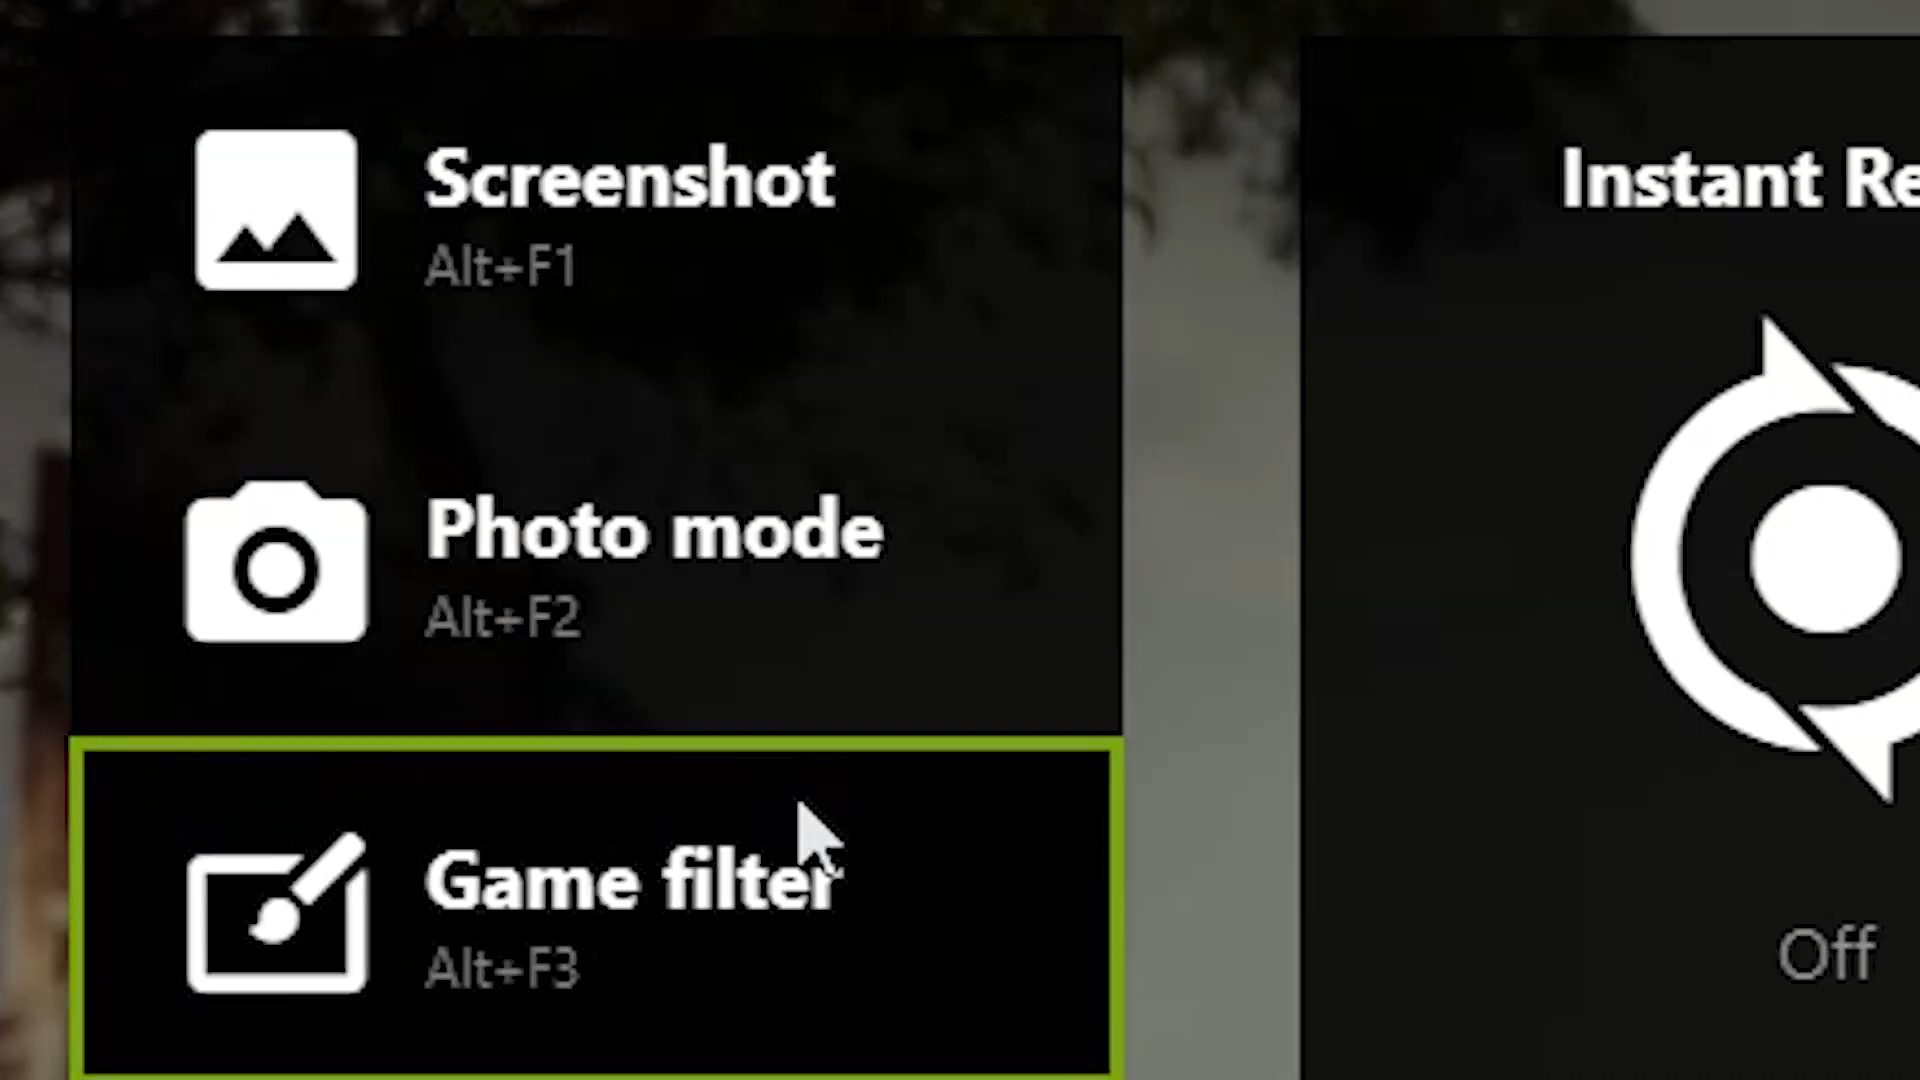 Screenshot
Alt+F1
Photo mode
Alt+F2
Game filter
Alt+F3
Instant Re
Off